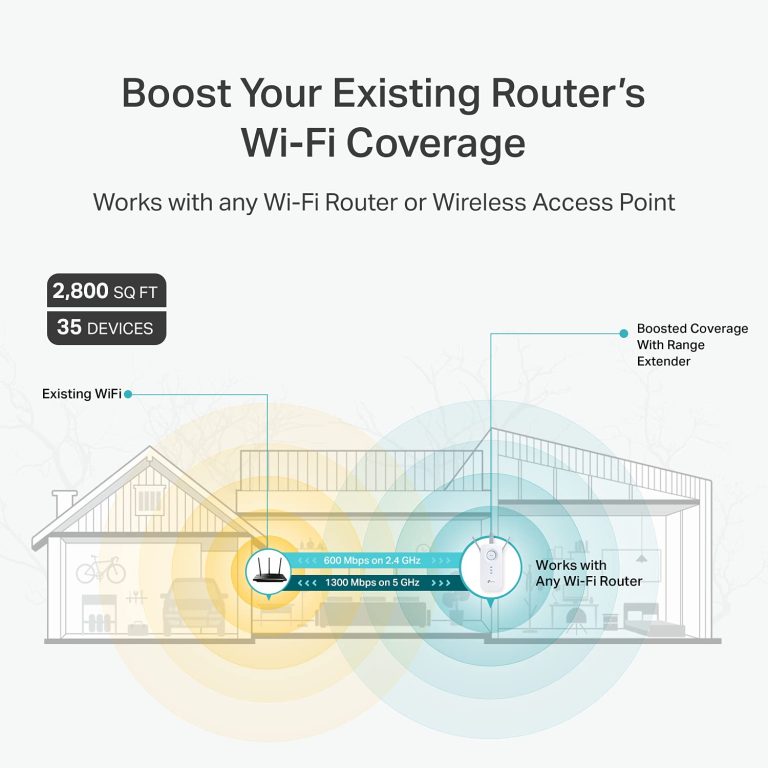 Boost Your Existing Router's
Wi-Fi Coverage
Works with any Wi-Fi Router or Wireless Access Point
2,800 SQ FT
35 DEVICES
Boosted Coverage
With Range
Extender
Existing WiFi
600 Mbps on 2.4 GHz
1300 Mbps on 5 GHz
Works with
Any Wi-Fi Router